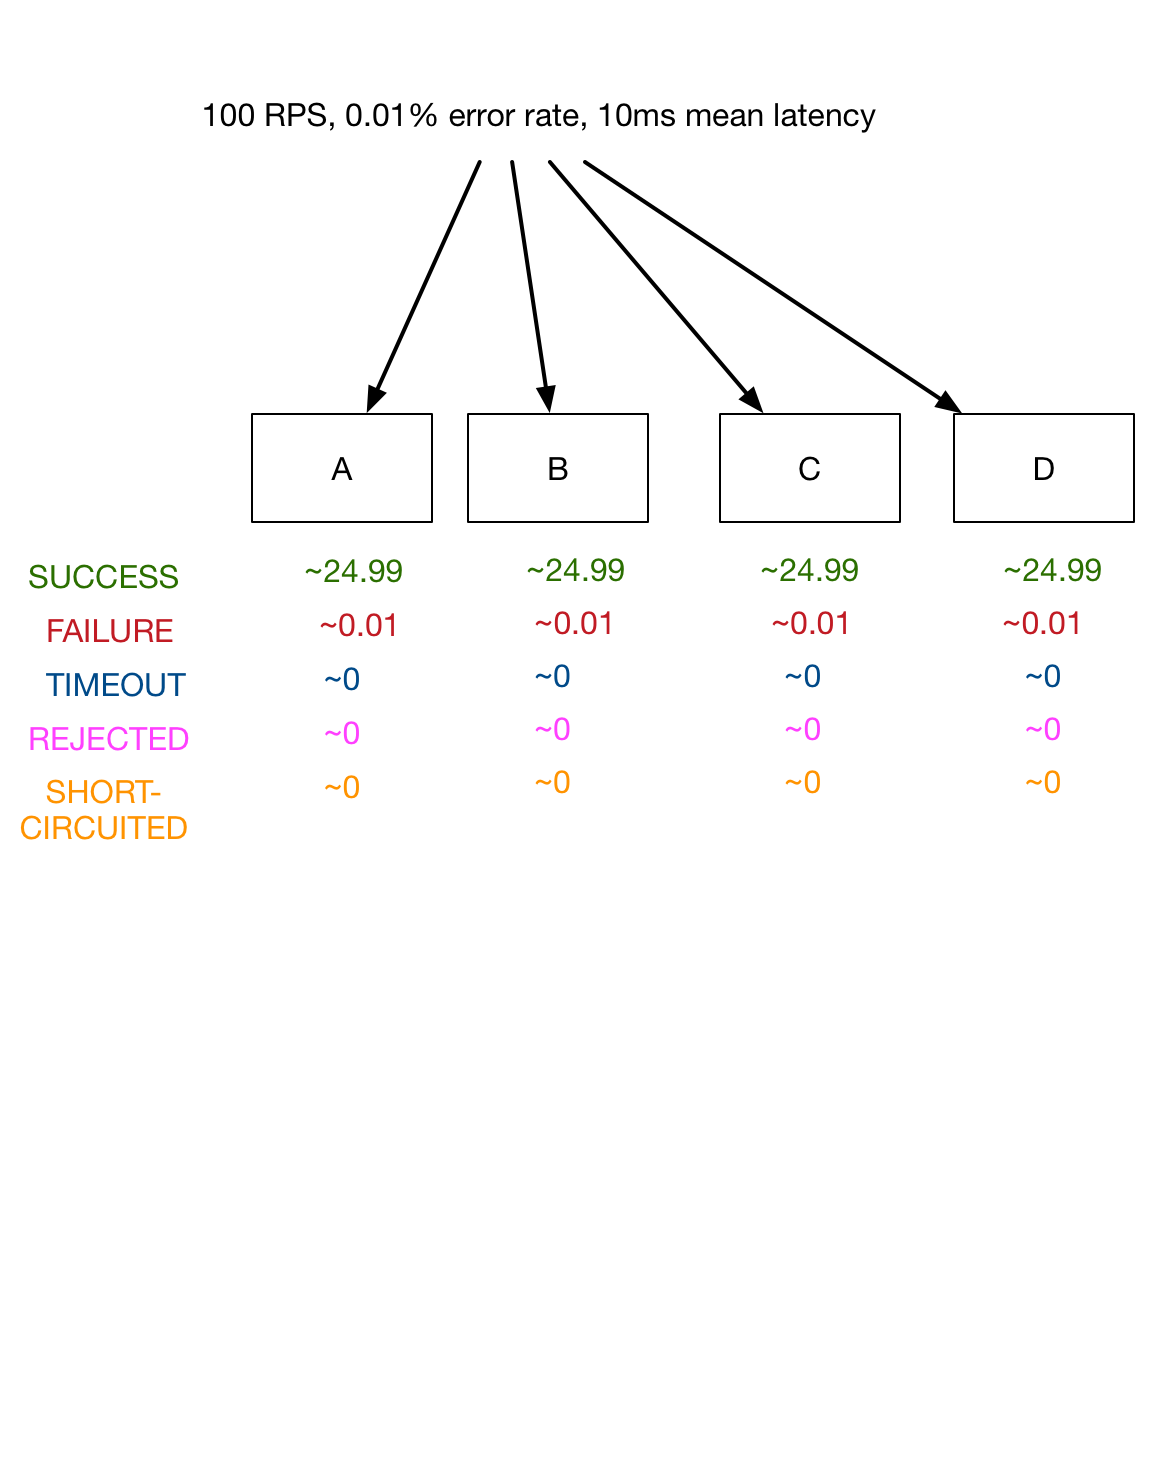 100 RPS, 0.01% error rate, 10ms mean latency
A B C D
SUCCESS ~24.99 ~24.99 ~24.99 ~24.99
FAILURE ~0.01 ~0.01 ~0.01 ~0.01
TIMEOUT ~0 ~0 ~0 ~0
REJECTED ~0 ~0 ~0 ~0
SHORT- ~0 ~0 ~0 ~0
CIRCUITED